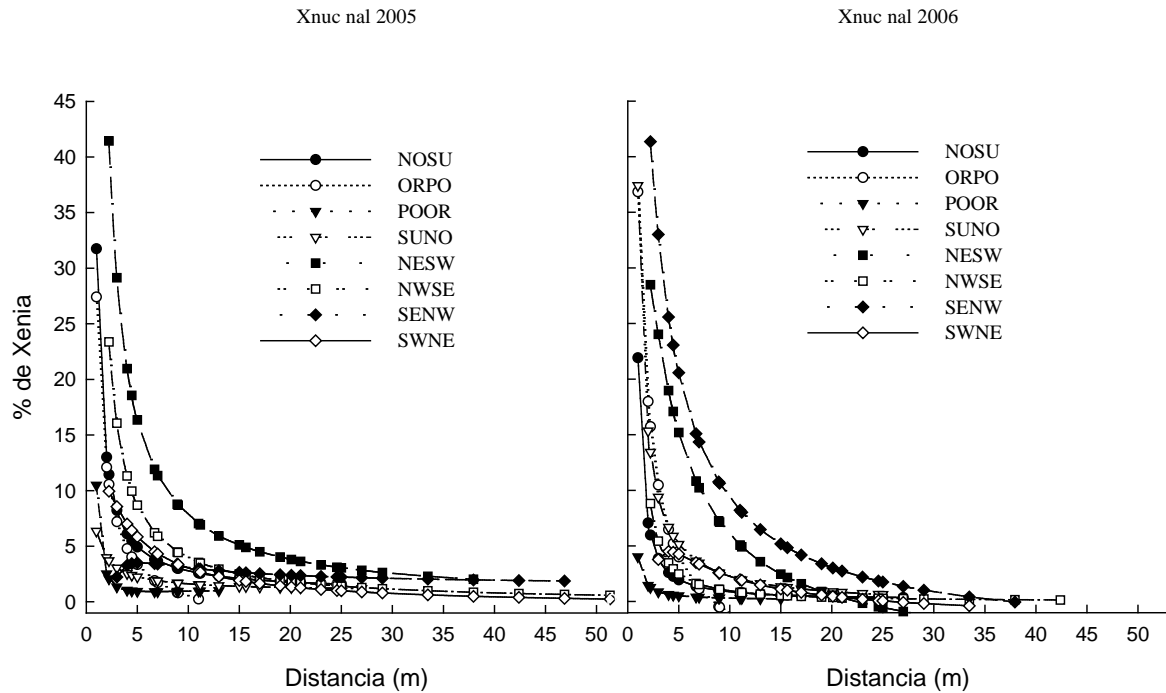 Xnuc nal 2005
Xnuc nal 2006
% de Xenia
45
40
35
30
25
20
15
10
5
0
NOSU
ORPO
POOR
SUNO
NESW
NWSE
SENW
SWNE
0 5 10 15 20 25 30 35 40 45 50
Distancia (m)
NOSU
ORPO
POOR
SUNO
NESW
NWSE
SENW
SWNE
0 5 10 15 20 25 30 35 40 45 50
Distancia (m)